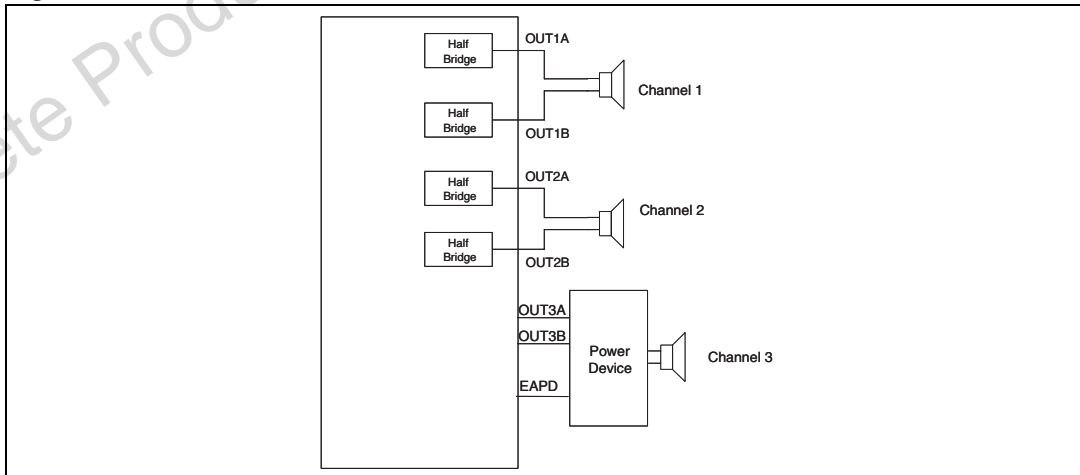 Half
Bridge
OUT1A
Channel 1
Half
Bridge
OUT1B
Half
Bridge
OUT2A
Channel 2
Half
Bridge
OUT2B
OUT3A
OUT3B
Power
Device
Channel 3
EAPD